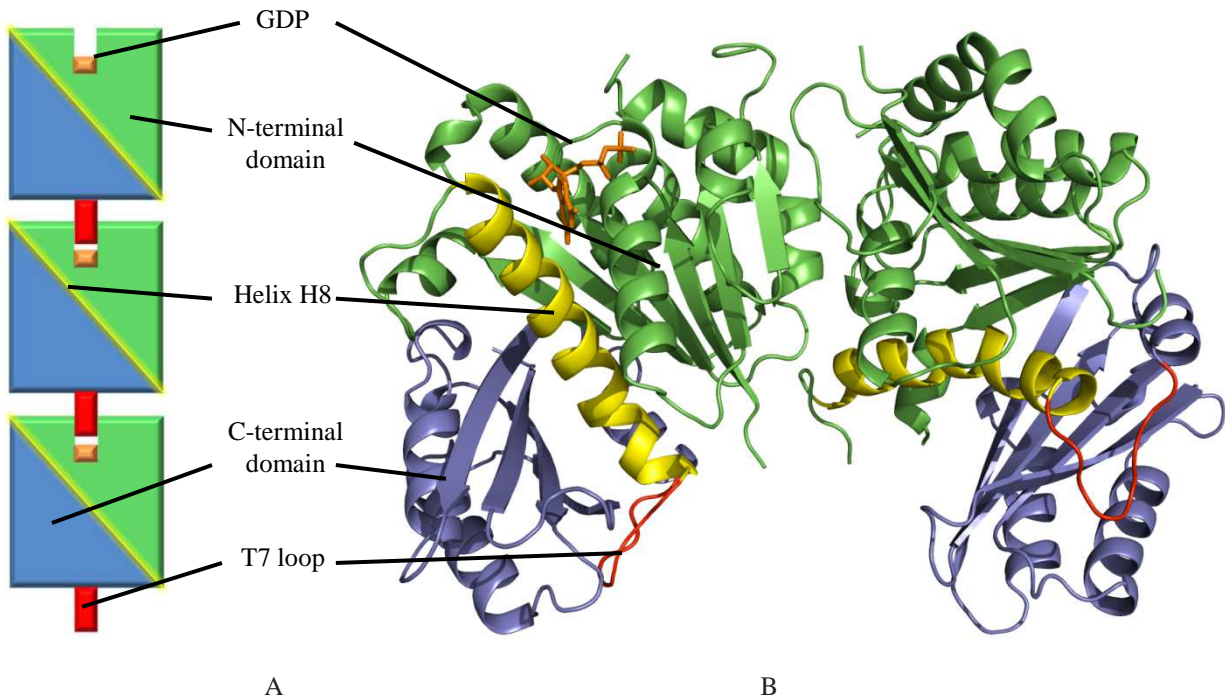 GDP
N-terminal
domain
Helix H8
C-terminal
domain
T7 loop
A
B